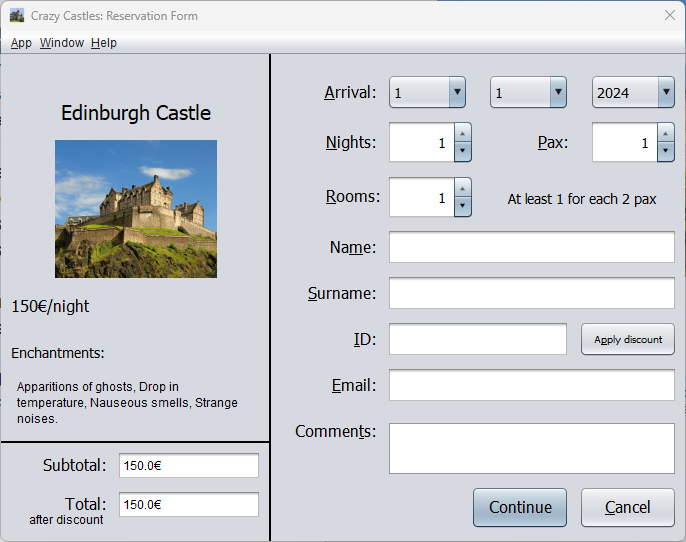 Crazy Castles: Reservation Form
App Window Help
Edinburgh Castle
150€/night
Enchantments:
Apparitions of ghosts, Drop in
temperature, Nauseous smells, Strange
noises.
Subtotal: 150.0€
Total: 150.0€
after discount
Arrival: 1 1 2024
Nights: 1 Pax: 1
Rooms: 1 At least 1 for each 2 pax
Name:
Surname:
ID: Apply discount
Email:
Comments:
Continue Cancel